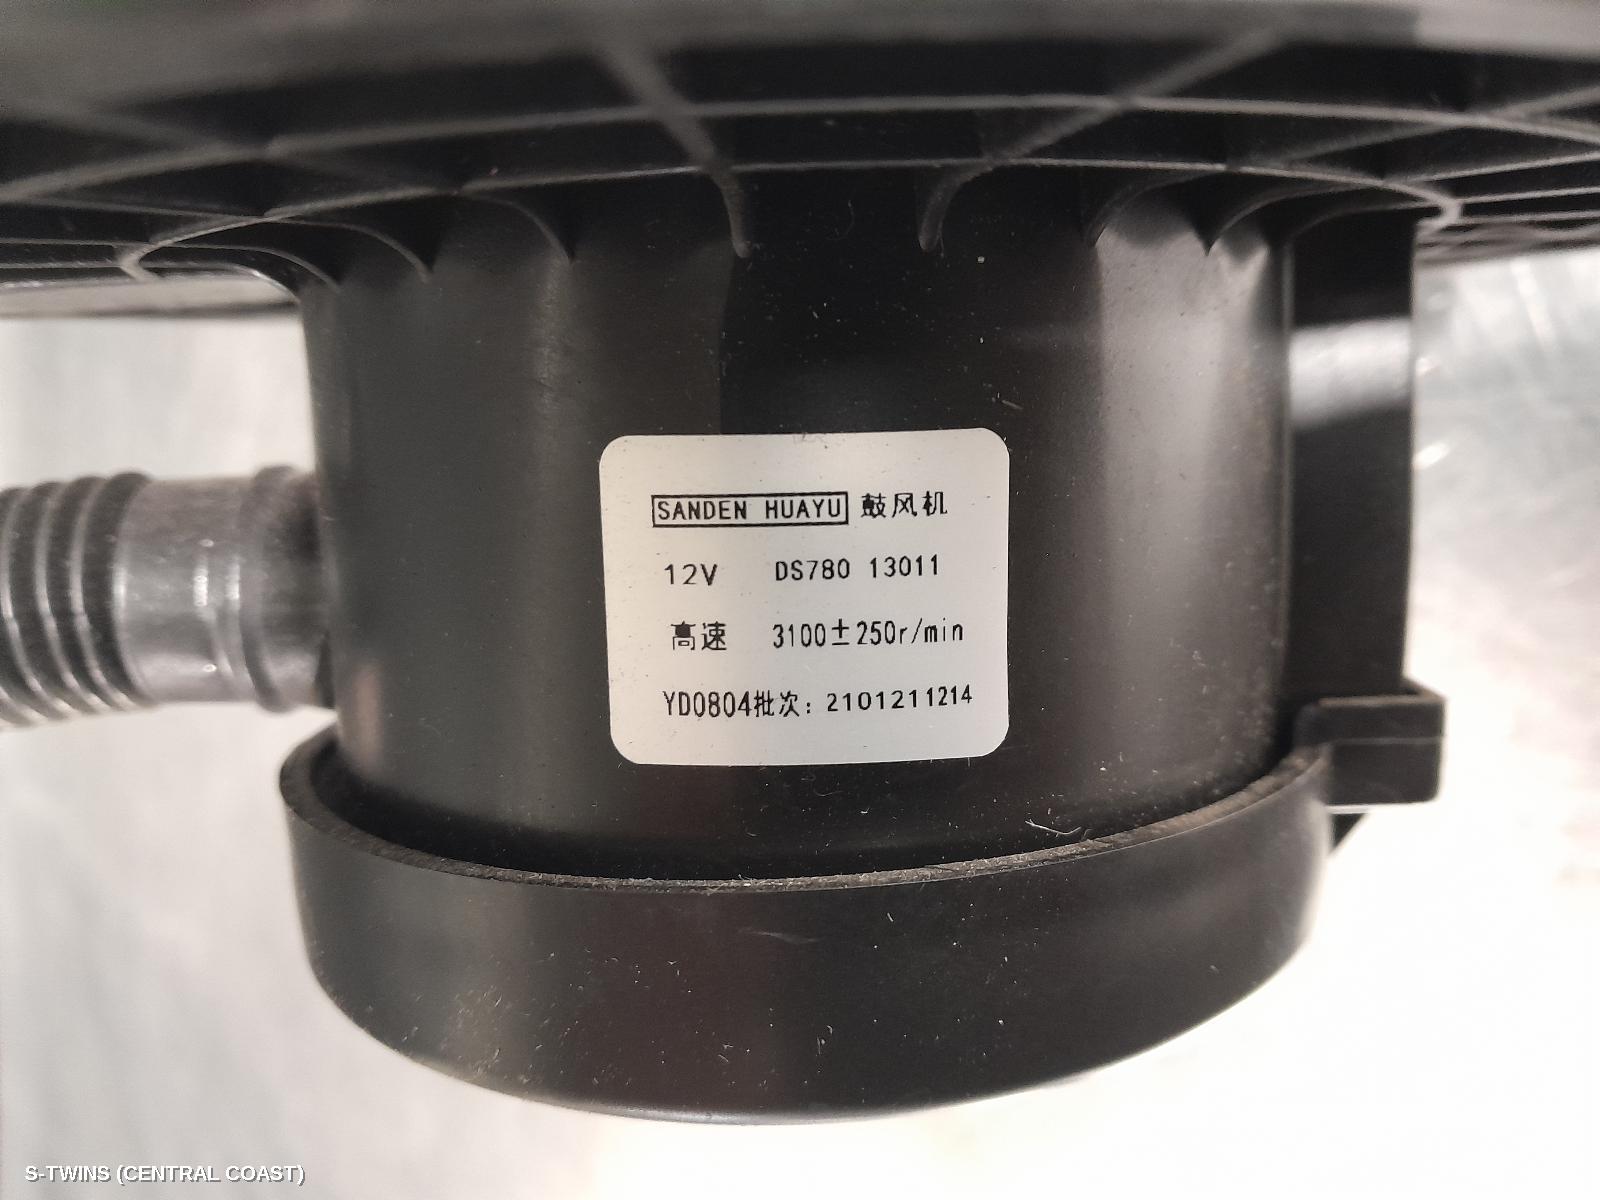 SANDEN HUAYU 鼓风机
12V DS780 13011
高速 3100±250r/min
YD0804批次：2101211214
S-TWINS (CENTRAL COAST)